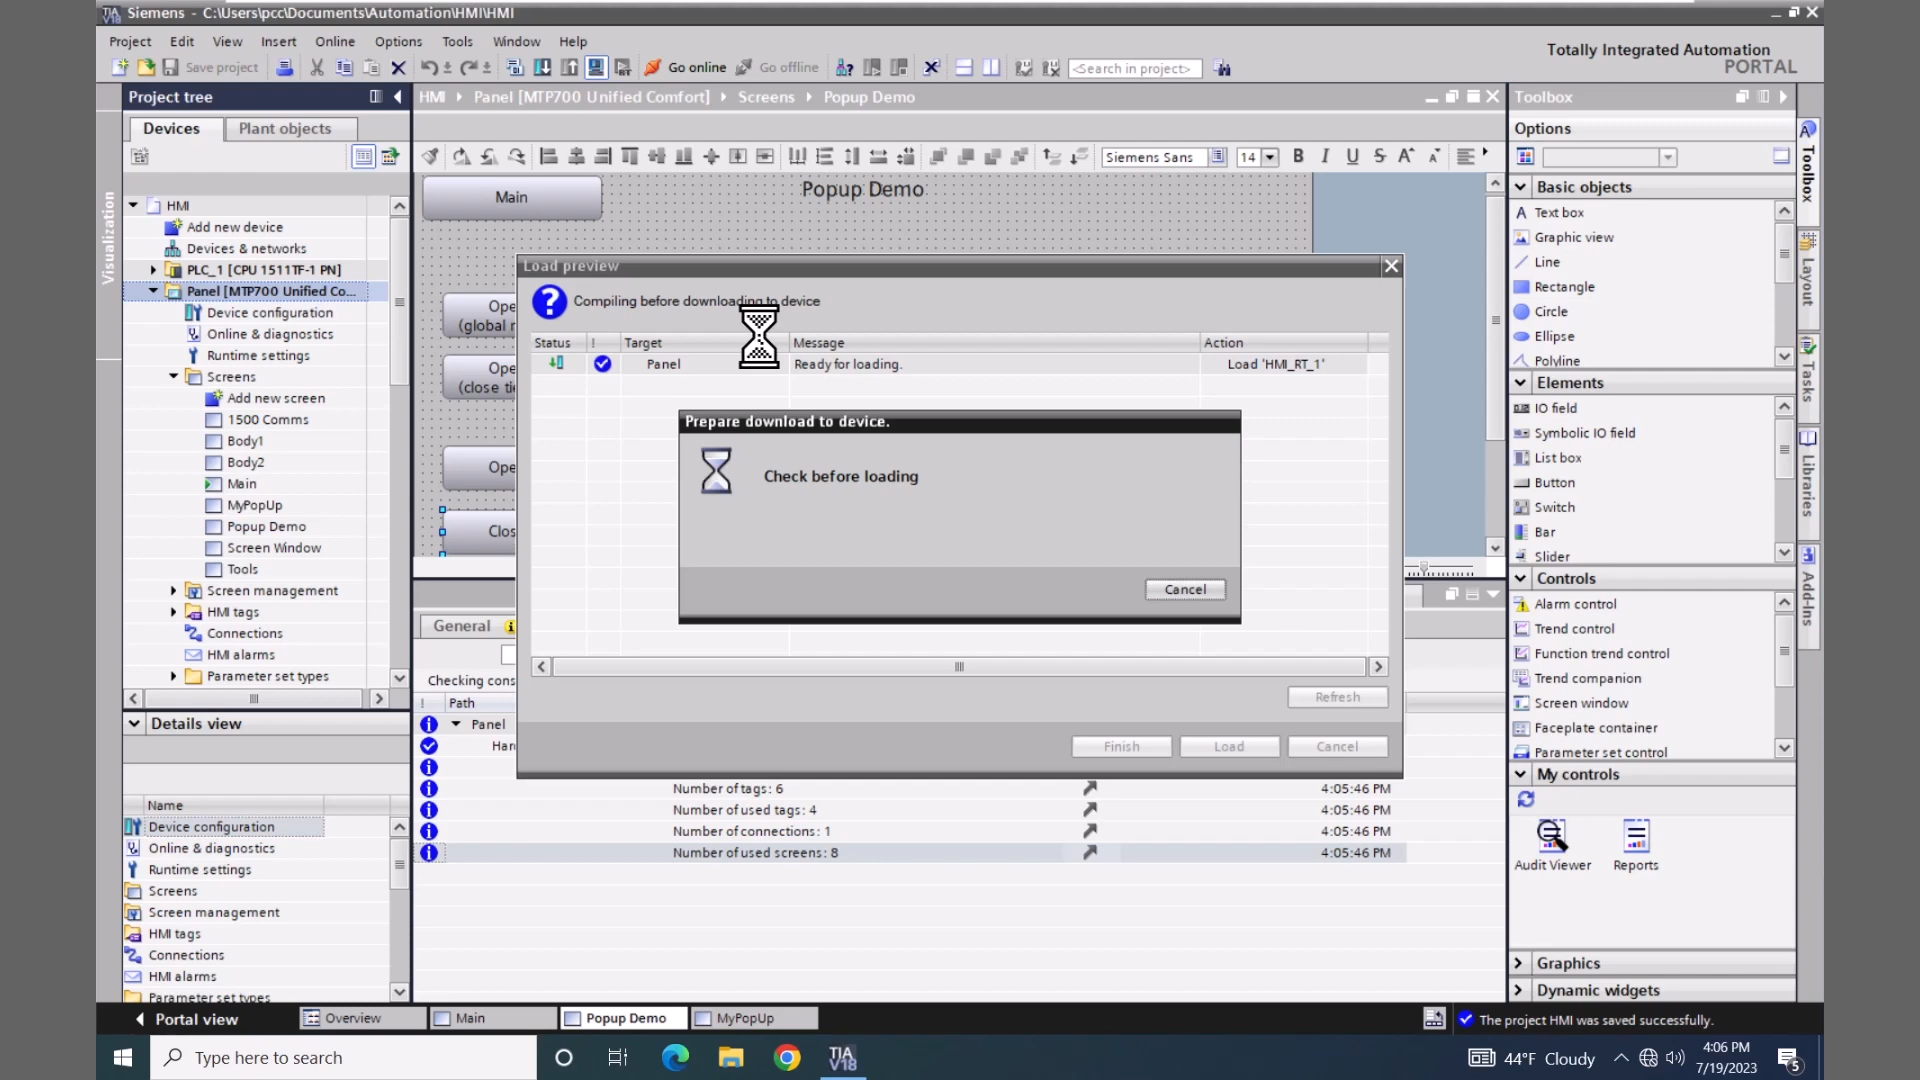 TIA V18 Siemens - C:\Users\pcc\Documents\Automation\HMI\HMI
Project Edit View Insert Online Options Tools Window Help
Totally Integrated Automation
PORTAL
Save project Go online Go offline <Search in project>
Project tree
HMI Panel [MTP700 Unified Comfort] Screens Popup Demo
Toolbox
Devices Plant objects
Options
Siemens Sans 14 B I U S A A
Visualization
HMI
Add new device
Devices & networks
PLC_1 [CPU 1511TF-1 PN]
Panel [MTP700 Unified Co...
Device configuration
Online & diagnostics
Runtime settings
Screens
Add new screen
1500 Comms
Body1
Body2
Main
MyPopUp
Popup Demo
Screen Window
Tools
Screen management
HMI tags
Connections
HMI alarms
Parameter set types
Details view
Name
Device configuration
Online & diagnostics
Runtime settings
Screens
Screen management
HMI tags
Connections
HMI alarms
Parameter set types
Main
Popup Demo
Ope
(global r
Ope
(close ti
Ope
Clos
Load preview
Compiling before downloading to device
Status ! Target Message Action
Panel Ready for loading. Load 'HMI_RT_1'
Prepare download to device.
Check before loading
Cancel
Refresh
Finish Load Cancel
General
Checking cons
! Path
Panel
Har
Number of tags: 6 4:05:46 PM
Number of used tags: 4 4:05:46 PM
Number of connections: 1 4:05:46 PM
Number of used screens: 8 4:05:46 PM
Basic objects
Text box
Graphic view
Line
Rectangle
Circle
Ellipse
Polyline
Elements
IO field
Symbolic IO field
List box
Button
Switch
Bar
Slider
Controls
Alarm control
Trend control
Function trend control
Trend companion
Screen window
Faceplate container
Parameter set control
My controls
Audit Viewer Reports
Graphics
Dynamic widgets
Toolbox
Layout
Tasks
Libraries
Add-Ins
Portal view Overview Main Popup Demo MyPopUp The project HMI was saved successfully.
Type here to search TIA V18 44°F Cloudy 4:06 PM
7/19/2023 5